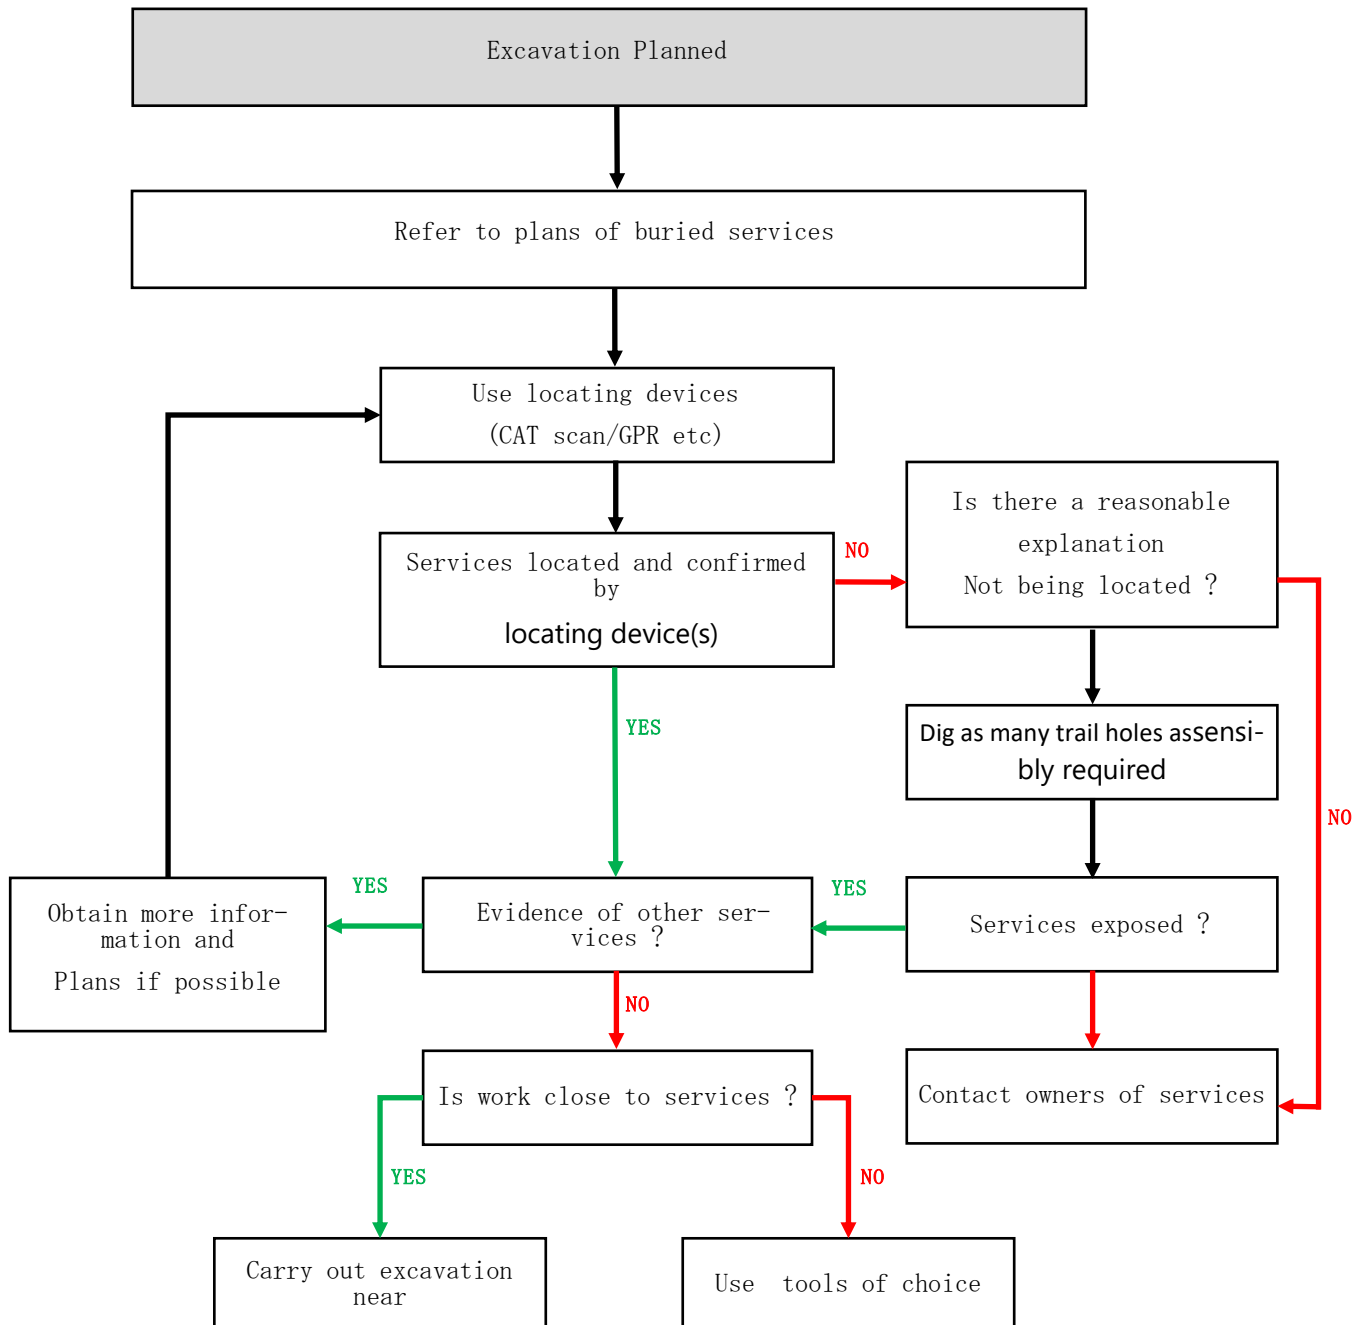 Excavation Planned
Refer to plans of buried services
Use locating devices
(CAT scan/GPR etc)
Services located and confirmed
by
locating device(s)
NO
Is there a reasonable
explanation
Not being located ?
YES
Dig as many trail holes assensi-
bly required
NO
Obtain more infor-
mation and
Plans if possible
YES
Evidence of other ser-
vices ?
YES
Services exposed ?
NO
Is work close to services ?
Contact owners of services
YES
NO
Carry out excavation
near
Use tools of choice